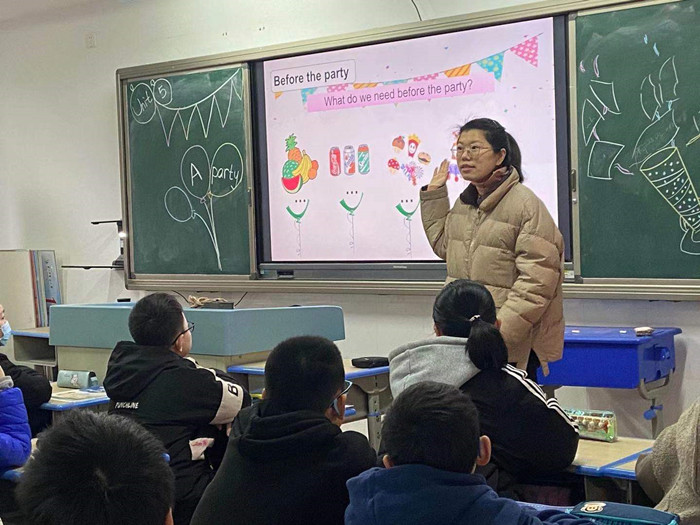 Unit 5
A party
Before the party
What do we need before the party?
A